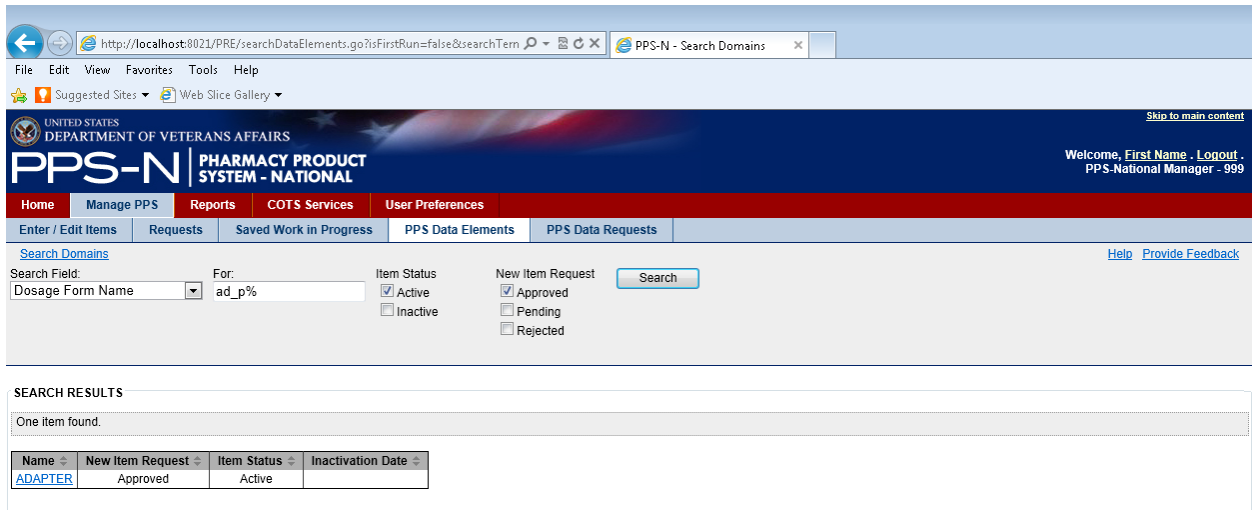 http://localhost:8021/PRE/searchDataElements.go?isFirstRun=false&searchTern
PPS-N - Search Domains
File Edit View Favorites Tools Help
Suggested Sites Web Slice Gallery
UNITED STATES
DEPARTMENT OF VETERANS AFFAIRS
PPS-N
PHARMACY PRODUCT
SYSTEM - NATIONAL
Skip to main content
Welcome, First Name . Logout .
PPS-National Manager - 999
Home Manage PPS Reports COTS Services User Preferences
Enter / Edit Items Requests Saved Work in Progress PPS Data Elements PPS Data Requests
Search Domains Help Provide Feedback
Search Field: For: Item Status New Item Request Search
Dosage Form Name ad_p% Active Approved
Inactive Pending
Rejected
SEARCH RESULTS
One item found.
Name New Item Request Item Status Inactivation Date
ADAPTER Approved Active